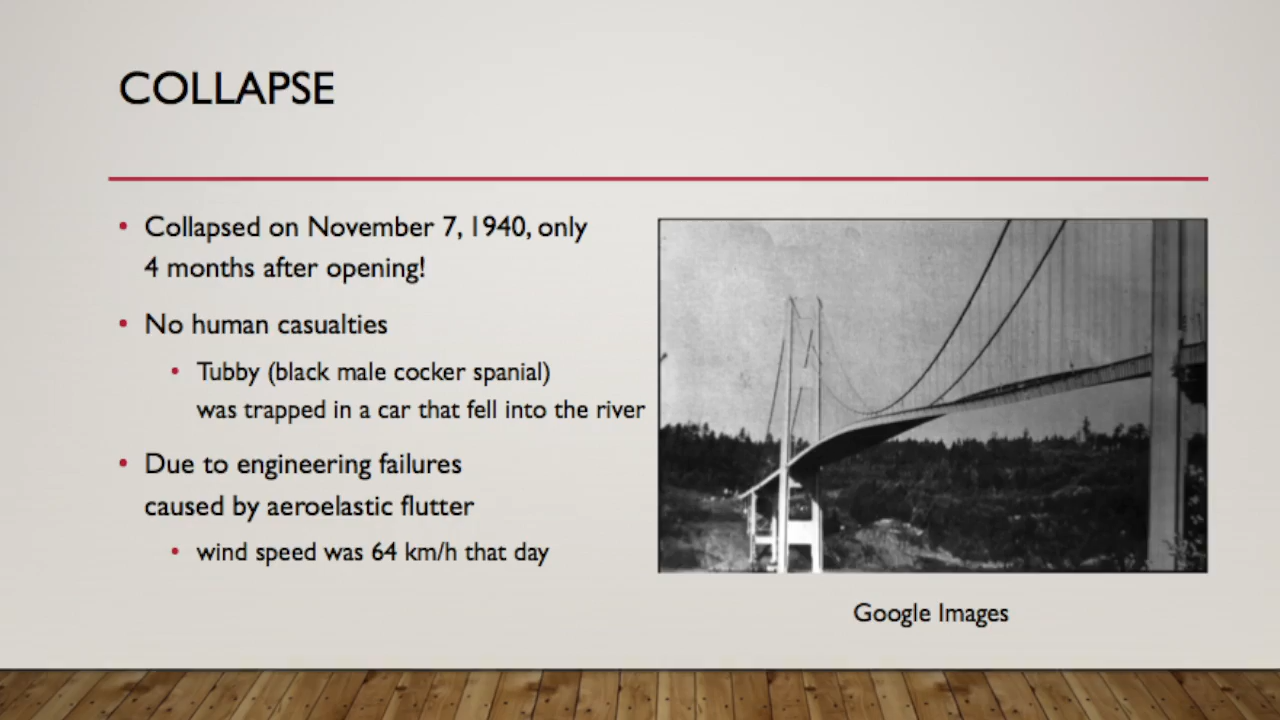 COLLAPSE
• Collapsed on November 7, 1940, only
4 months after opening!
• No human casualties
• Tubby (black male cocker spanial)
was trapped in a car that fell into the river
• Due to engineering failures
caused by aeroelastic flutter
• wind speed was 64 km/h that day
Google Images